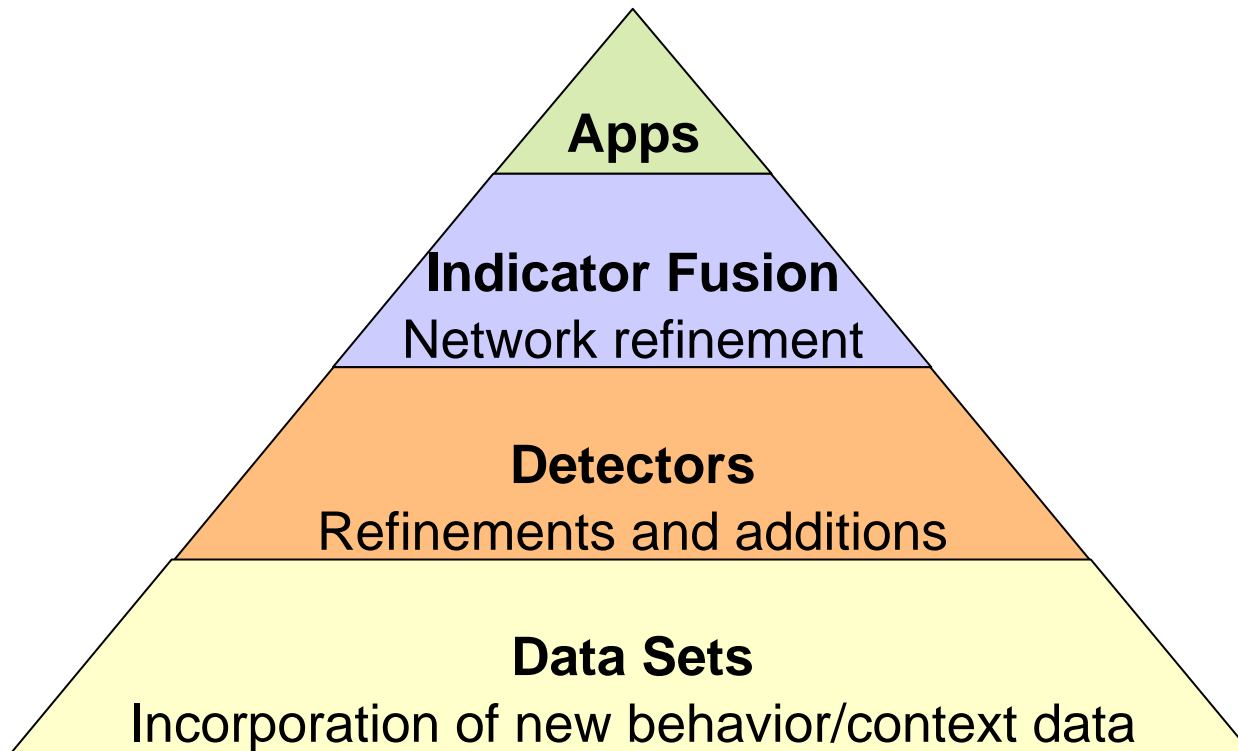 Apps
Indicator Fusion
Network refinement
Detectors
Refinements and additions
Data Sets
Incorporation of new behavior/context data